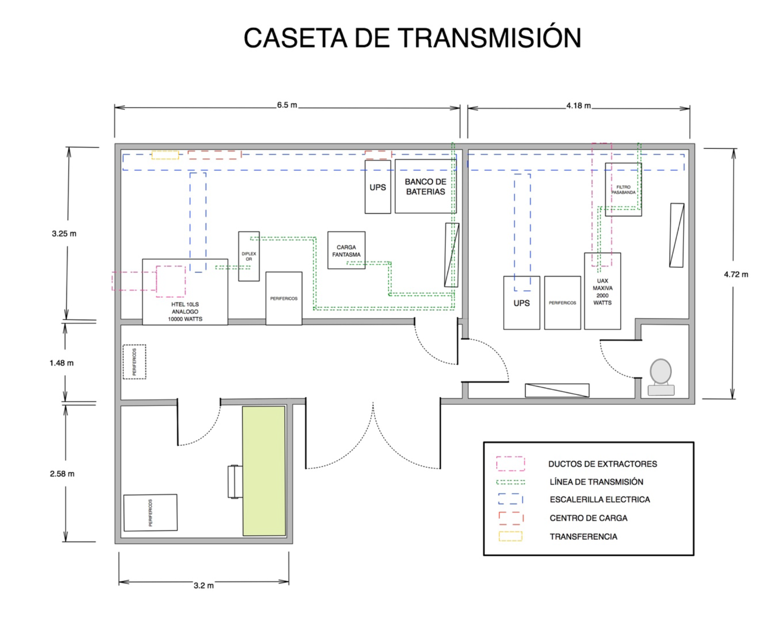 CASETA DE TRANSMISIÓN
6.5 m
4.18 m
3.25 m
4.72 m
1.48 m
2.58 m
3.2 m
UPS
BANCO DE
BATERIAS
FILTRO
PASABANDA
DIPLEX
OR
CARGA
FANTASMA
PERIFERICOS
HTEL 10LS
ANALOGO
10000 WATTS
UPS
PERIFERICOS
UAX
MAXIVA
2000
WATTS
PERIFERICOS
PERIFERICOS
DUCTOS DE EXTRACTORES
LÍNEA DE TRANSMISIÓN
ESCALERILLA ELECTRICA
CENTRO DE CARGA
TRANSFERENCIA